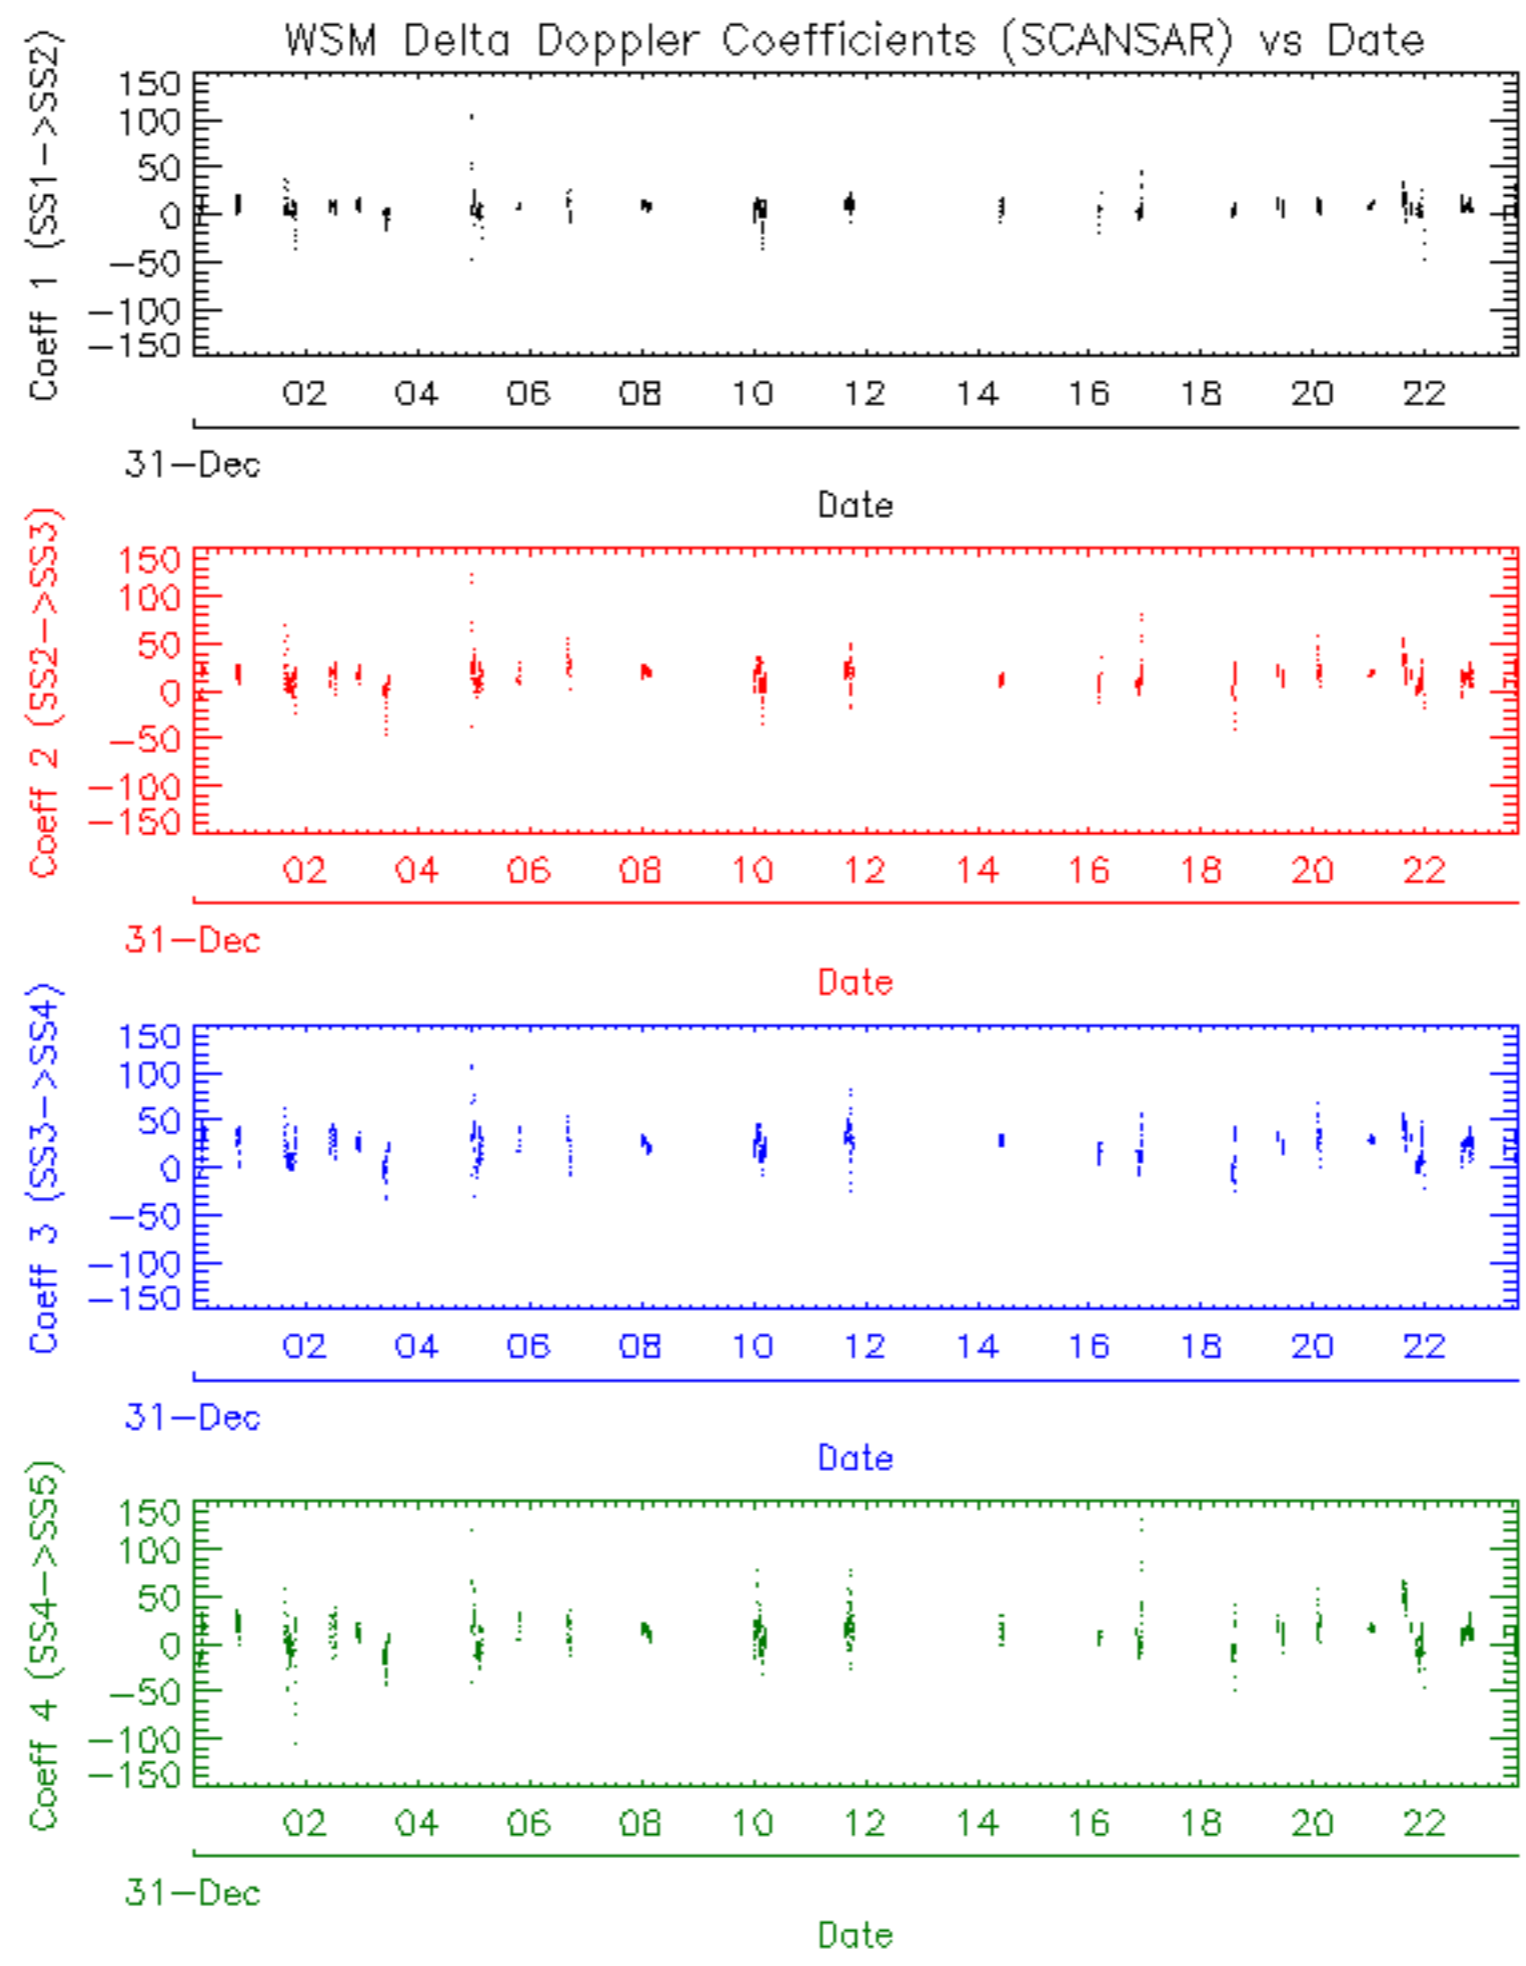 WSM Delta Doppler Coefficients (SCANSAR) vs Date
Coeff 1 (SS1->SS2)
150
100
50
0
-50
-100
-150
02 04 06 08 10 12 14 16 18 20 22
31-Dec
Date
Coeff 2 (SS2->SS3)
150
100
50
0
-50
-100
-150
02 04 06 08 10 12 14 16 18 20 22
31-Dec
Date
Coeff 3 (SS3->SS4)
150
100
50
0
-50
-100
-150
02 04 06 08 10 12 14 16 18 20 22
31-Dec
Date
Coeff 4 (SS4->SS5)
150
100
50
0
-50
-100
-150
02 04 06 08 10 12 14 16 18 20 22
31-Dec
Date